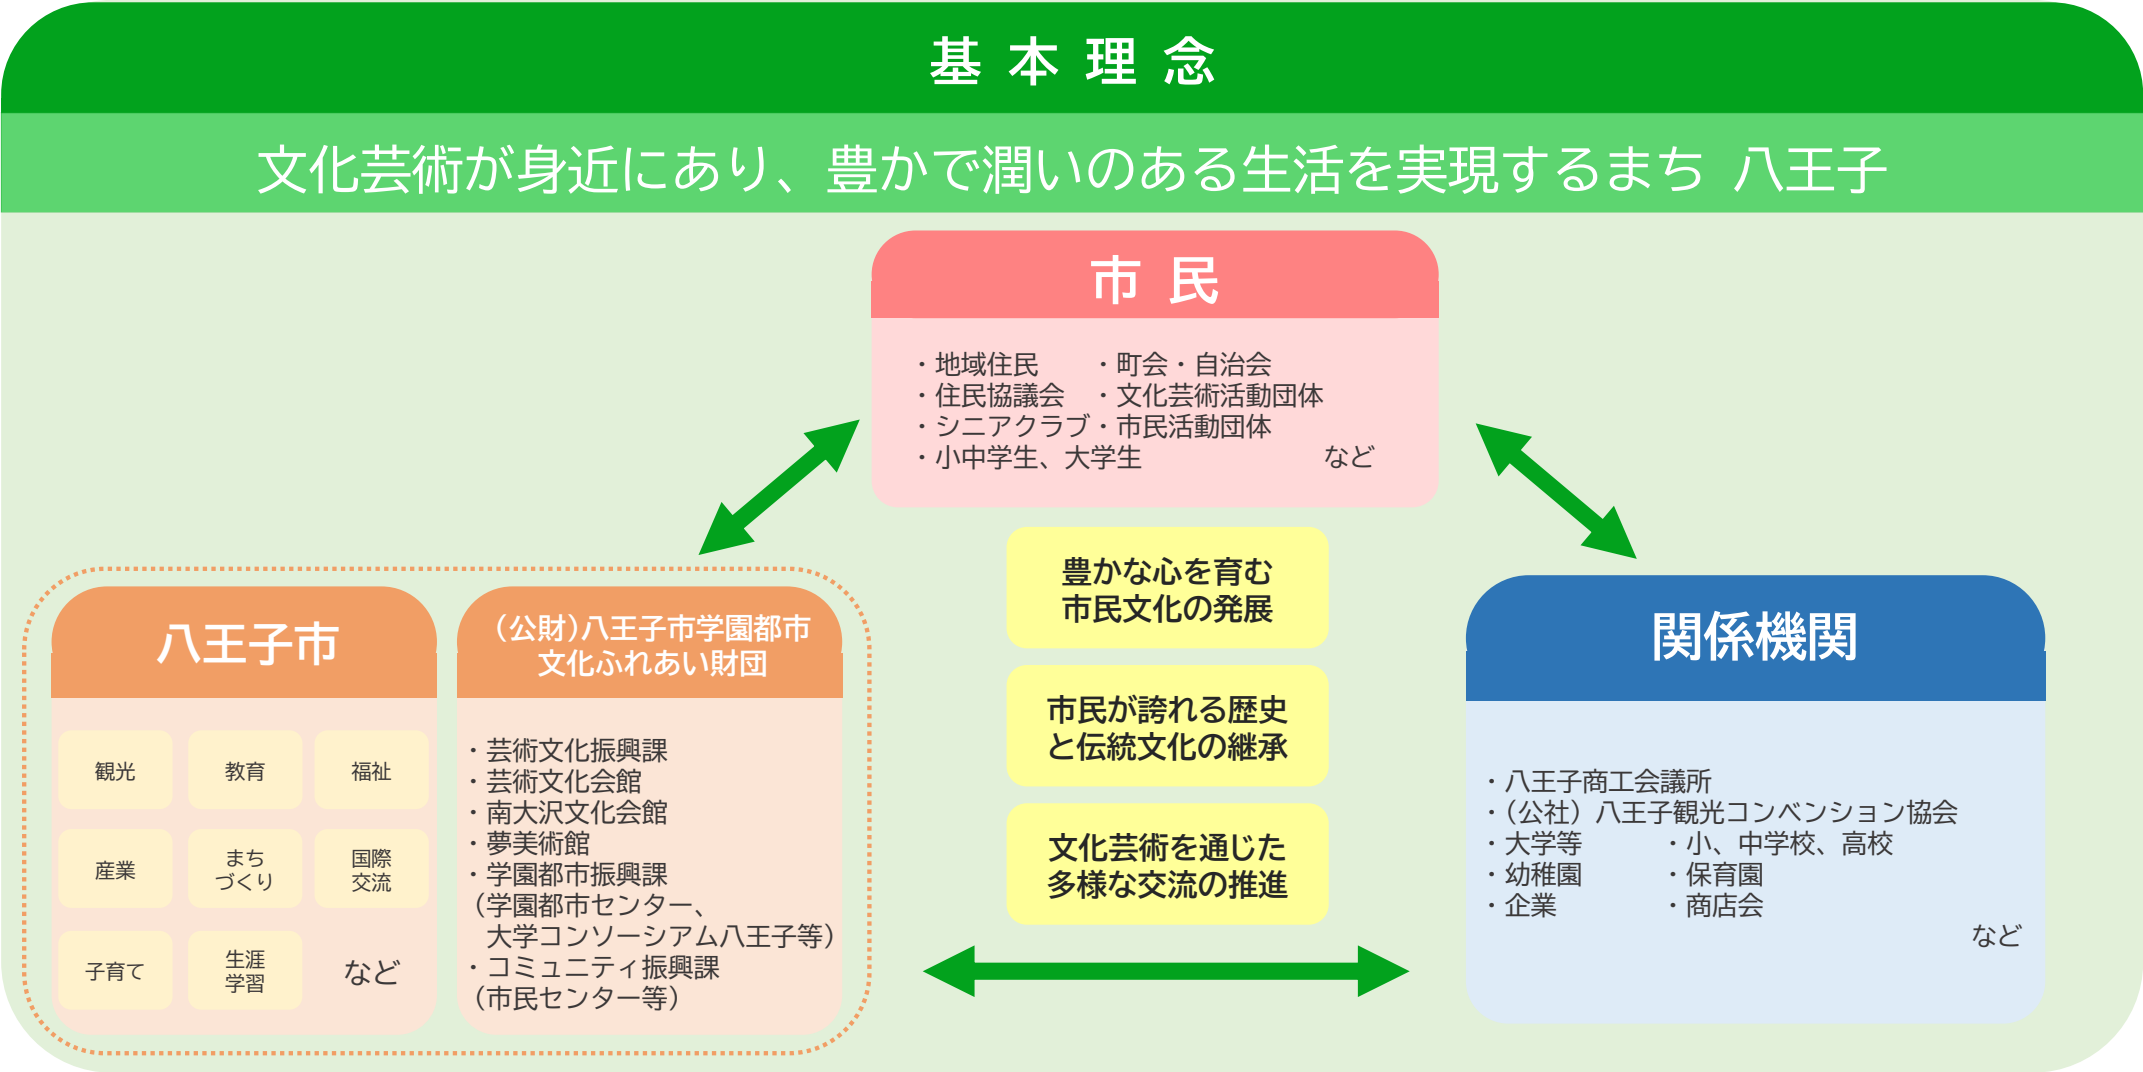 基 本 理 念
文化芸術が身近にあり、豊かで潤いのある生活を実現するまち 八王子
市 民
・地域住民　　・町会・自治会
・住民協議会　・文化芸術活動団体
・シニアクラブ・市民活動団体
・小中学生、大学生　　　　　　　など
豊かな心を育む
市民文化の発展
市民が誇れる歴史
と伝統文化の継承
文化芸術を通じた
多様な交流の推進
八王子市
観光
教育
福祉
産業
まち
づくり
国際
交流
子育て
生涯
学習
など
（公財）八王子市学園都市
文化ふれあい財団
・芸術文化振興課
・芸術文化会館
・南大沢文化会館
・夢美術館
・学園都市振興課
（学園都市センター、
　大学コンソーシアム八王子等）
・コミュニティ振興課
（市民センター等）
関係機関
・八王子商工会議所
・（公社）八王子観光コンベンション協会
・大学等　　　・小、中学校、高校
・幼稚園　　　・保育園
・企業　　　　・商店会
など